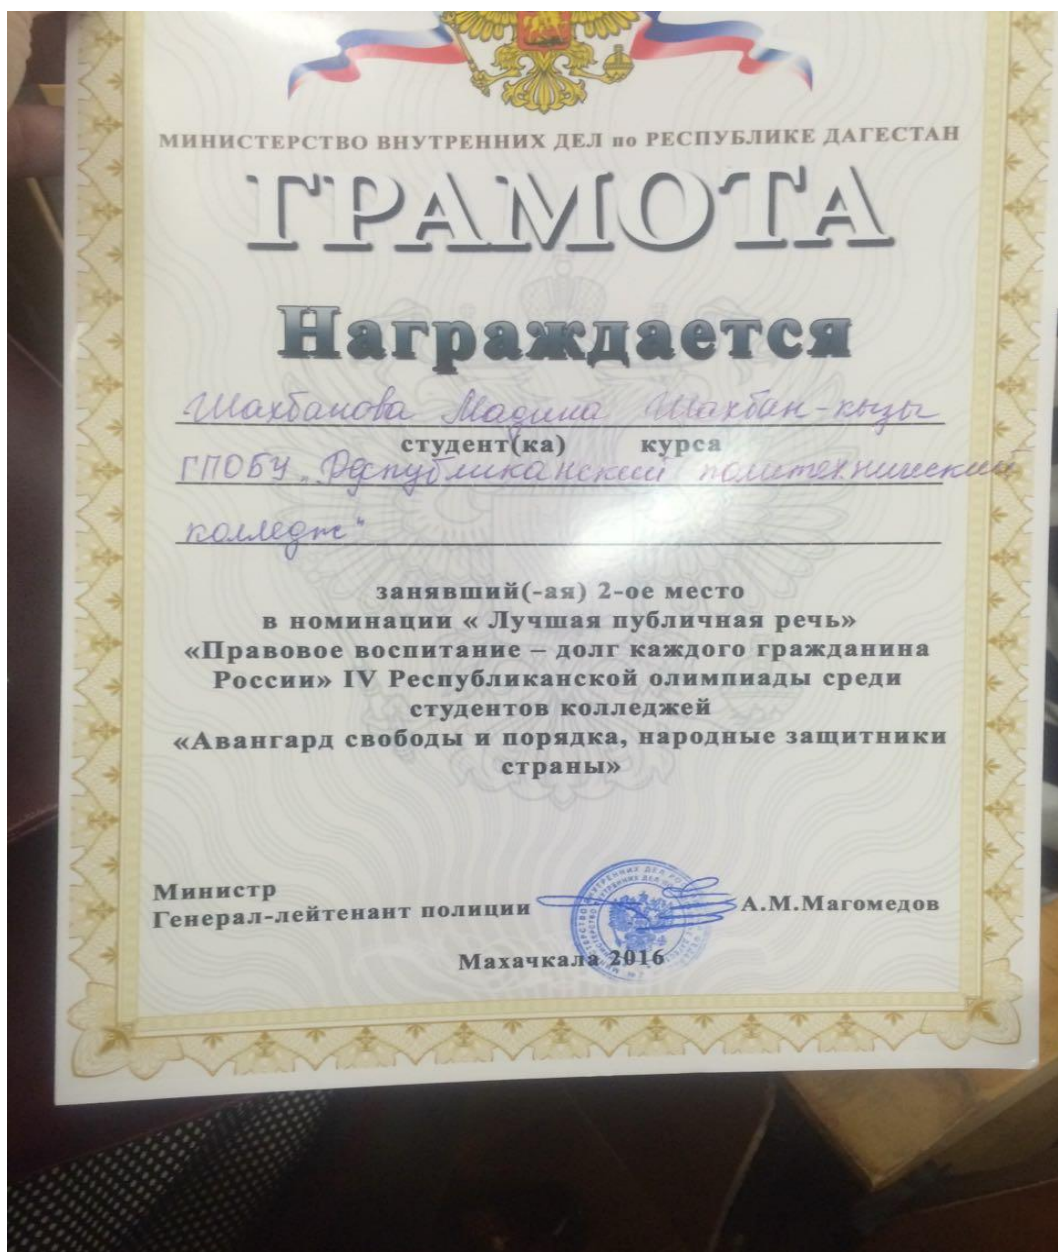 МИНИСТЕРСТВО ВНУТРЕННИХ ДЕЛ по РЕСПУБЛИКЕ ДАГЕСТАН
ГРАМОТА
Награждается
Шахбанова Мадина Шахбан-кызы
студент(ка) курса
ГПОБУ „Республиканский политехнический
колледж"
занявший(-ая) 2-ое место
в номинации « Лучшая публичная речь»
«Правовое воспитание – долг каждого гражданина
России» IV Республиканской олимпиады среди
студентов колледжей
«Авангард свободы и порядка, народные защитники
страны»
Министр
Генерал-лейтенант полиции А.М.Магомедов
Махачкала 2016